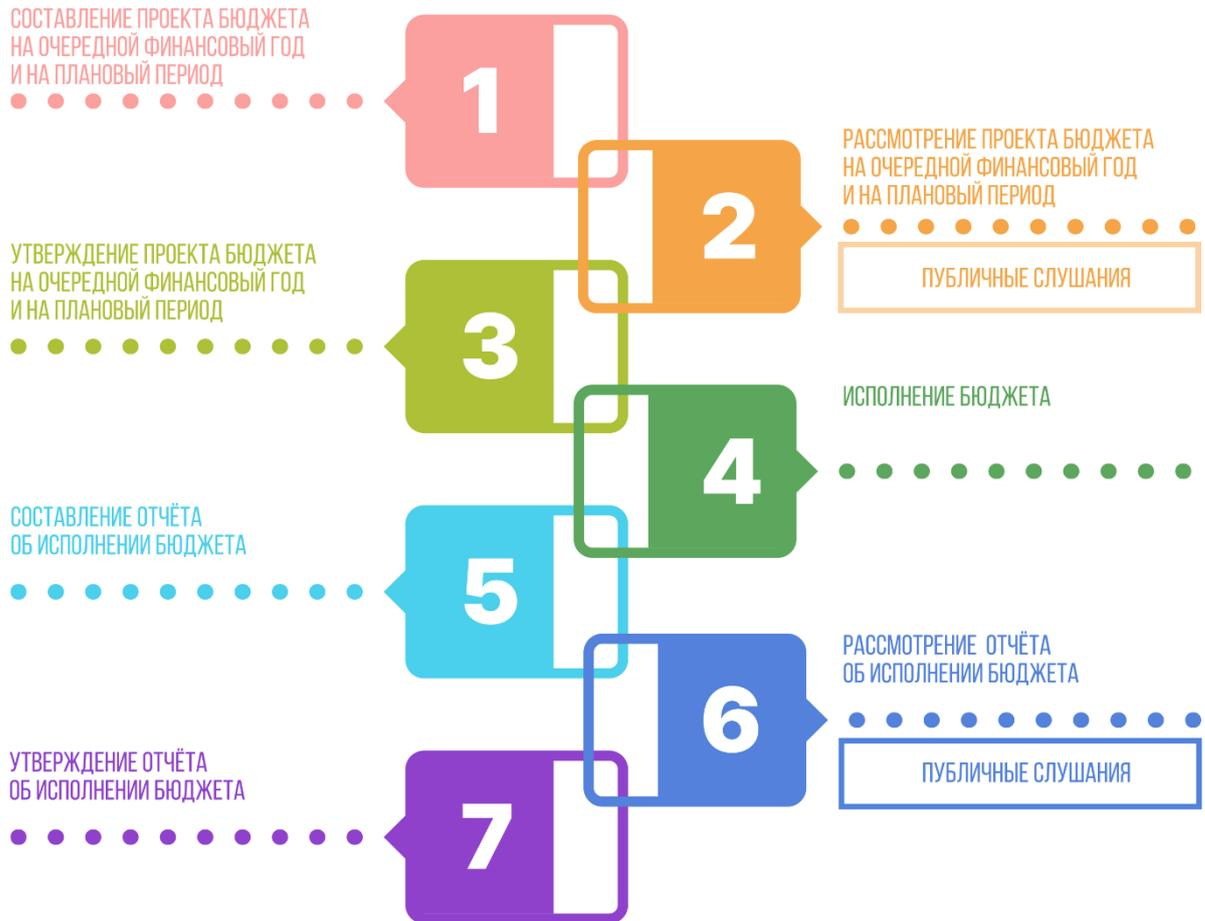 СОСТАВЛЕНИЕ ПРОЕКТА БЮДЖЕТА
НА ОЧЕРЕДНОЙ ФИНАНСОВЫЙ ГОД
И НА ПЛАНОВЫЙ ПЕРИОД
1
РАССМОТРЕНИЕ ПРОЕКТА БЮДЖЕТА
НА ОЧЕРЕДНОЙ ФИНАНСОВЫЙ ГОД
И НА ПЛАНОВЫЙ ПЕРИОД
2
ПУБЛИЧНЫЕ СЛУШАНИЯ
УТВЕРЖДЕНИЕ ПРОЕКТА БЮДЖЕТА
НА ОЧЕРЕДНОЙ ФИНАНСОВЫЙ ГОД
И НА ПЛАНОВЫЙ ПЕРИОД
3
ИСПОЛНЕНИЕ БЮДЖЕТА
4
СОСТАВЛЕНИЕ ОТЧЁТА
ОБ ИСПОЛНЕНИИ БЮДЖЕТА
5
РАССМОТРЕНИЕ ОТЧЁТА
ОБ ИСПОЛНЕНИИ БЮДЖЕТА
6
ПУБЛИЧНЫЕ СЛУШАНИЯ
УТВЕРЖДЕНИЕ ОТЧЁТА
ОБ ИСПОЛНЕНИИ БЮДЖЕТА
7